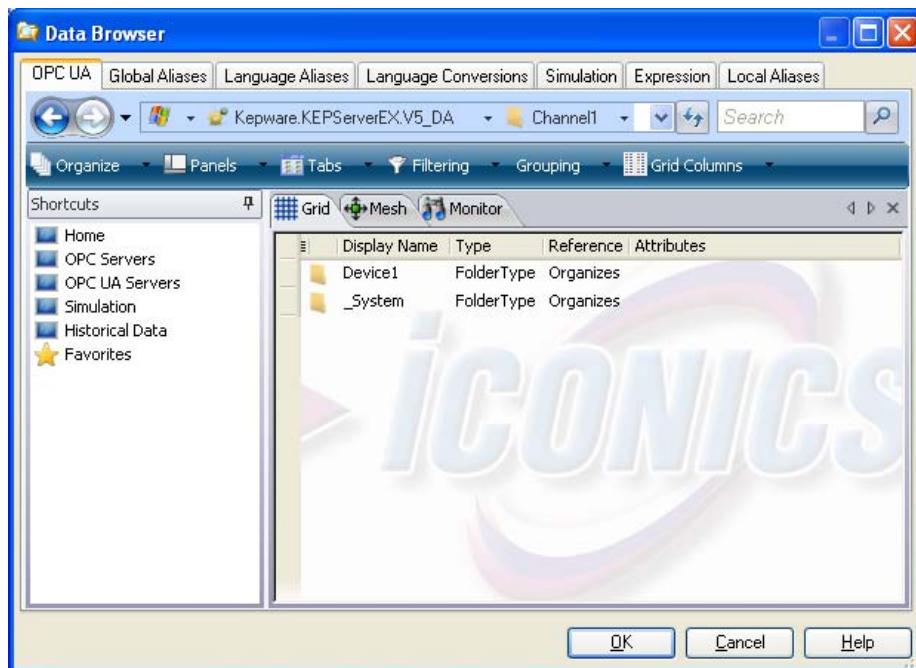 Data Browser
OPC UA Global Aliases Language Aliases Language Conversions Simulation Expression Local Aliases
Kepware.KEPServerEX.V5_DA Channel1 Search
Organize Panels Tabs Filtering Grouping Grid Columns
Shortcuts
Home
OPC Servers
OPC UA Servers
Simulation
Historical Data
Favorites
Grid Mesh Monitor
Display Name Type Reference Attributes
Device1 FolderType Organizes
_System FolderType Organizes
ICONICS
OK Cancel Help